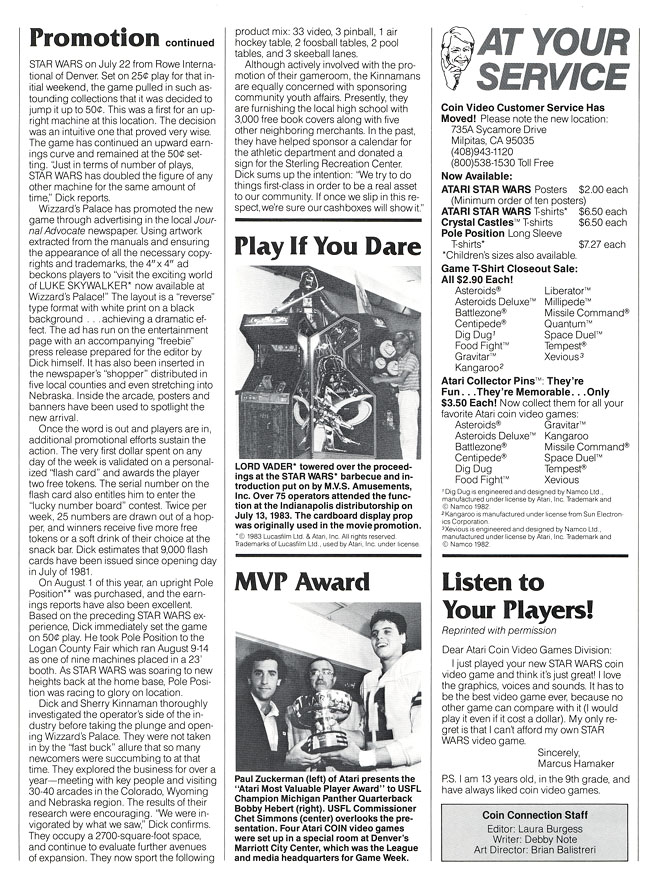 Promotion continued
STAR WARS on July 22 from Rowe Interna-
tional of Denver. Set on 25¢ play for that in-
itial weekend, the game pulled in such as-
tounding collections that it was decided to
jump it up to 50¢. This was a first for an up-
right machine at this location. The decision
was an intuitive one that proved very wise.
The game has continued an upward earn-
ings curve and remained at the 50¢ set-
ting. "Just in terms of number of plays,
STAR WARS has doubled the figure of any
other machine for the same amount of
time," Dick reports.
Wizzard's Palace has promoted the new
game through advertising in the local Jour-
nal Advocate newspaper. Using artwork
extracted from the manuals and ensuring
the appearance of all the necessary copy-
rights and trademarks, the 4" x 4" ad
beckons players to "visit the exciting world
of LUKE SKYWALKER* now available at
Wizzard's Palace!" The layout is a "reverse"
type format with white print on a black
background . . . achieving a dramatic ef-
fect. The ad has run on the entertainment
page with an accompanying "freebie"
press release prepared for the editor by
Dick himself. It has also been inserted in
the newspaper's "shopper" distributed in
five local counties and even stretching into
Nebraska. Inside the arcade, posters and
banners have been used to spotlight the
new arrival.
Once the word is out and players are in,
additional promotional efforts sustain the
action. The very first dollar spent on any
day of the week is validated on a personal-
ized "flash card" and awards the player
two free tokens. The serial number on the
flash card also entitles him to enter the
"lucky number board" contest. Twice per
week, 25 numbers are drawn out of a hop-
per, and winners receive five more free
tokens or a soft drink of their choice at the
snack bar. Dick estimates that 9,000 flash
cards have been issued since opening day
in July of 1981.
On August 1 of this year, an upright Pole
Position** was purchased, and the earn-
ings reports have also been excellent.
Based on the preceding STAR WARS ex-
perience, Dick immediately set the game
on 50¢ play. He took Pole Position to the
Logan County Fair which ran August 9-14
as one of nine machines placed in a 23'
booth. As STAR WARS was soaring to new
heights back at the home base, Pole Posi-
tion was racing to glory on location.
Dick and Sherry Kinnaman thoroughly
investigated the operator's side of the in-
dustry before taking the plunge and open-
ing Wizzard's Palace. They were not taken
in by the "fast buck" allure that so many
newcomers were succumbing to at that
time. They explored the business for over a
year—meeting with key people and visiting
30-40 arcades in the Colorado, Wyoming
and Nebraska region. The results of their
research were encouraging. "We were in-
vigorated by what we saw," Dick confirms.
They occupy a 2700-square-foot space,
and continue to evaluate further avenues
of expansion. They now sport the following
product mix: 33 video, 3 pinball, 1 air
hockey table, 2 foosball tables, 2 pool
tables, and 3 skeeball lanes.
Although actively involved with the pro-
motion of their gameroom, the Kinnamans
are equally concerned with sponsoring
community youth affairs. Presently, they
are furnishing the local high school with
3,000 free book covers along with five
other neighboring merchants. In the past,
they have helped sponsor a calendar for
the athletic department and donated a
sign for the Sterling Recreation Center.
Dick sums up the intention: "We try to do
things first-class in order to be a real asset
to our community. If once we slip in this re-
spect, we're sure our cashboxes will show it."
Play If You Dare
LORD VADER* towered over the proceed-
ings at the STAR WARS* barbecue and in-
troduction put on by M.V.S. Amusements,
Inc. Over 75 operators attended the func-
tion at the Indianapolis distributorship on
July 13, 1983. The cardboard display prop
was originally used in the movie promotion.
*© 1983 Lucasfilm Ltd. & Atari, Inc. All rights reserved.
Trademarks of Lucasfilm Ltd., used by Atari, Inc. under license.
MVP Award
Paul Zuckerman (left) of Atari presents the
"Atari Most Valuable Player Award" to USFL
Champion Michigan Panther Quarterback
Bobby Hebert (right). USFL Commissioner
Chet Simmons (center) overlooks the pre-
sentation. Four Atari COIN video games
were set up in a special room at Denver's
Marriott City Center, which was the League
and media headquarters for Game Week.
AT YOUR
SERVICE
Coin Video Customer Service Has
Moved! Please note the new location:
735A Sycamore Drive
Milpitas, CA 95035
(408)943-1120
(800)538-1530 Toll Free
Now Available:
ATARI STAR WARS Posters $2.00 each
(Minimum order of ten posters)
ATARI STAR WARS T-shirts* $6.50 each
Crystal Castles™ T-shirts $6.50 each
Pole Position Long Sleeve
T-shirts* $7.27 each
*Children's sizes also available.
Game T-Shirt Closeout Sale:
All $2.90 Each!
Asteroids® Liberator™
Asteroids Deluxe™ Millipede™
Battlezone® Missile Command®
Centipede® Quantum™
Dig Dug¹ Space Duel™
Food Fight™ Tempest®
Gravitar™ Xevious³
Kangaroo²
Atari Collector Pins™: They're
Fun . . .They're Memorable. . .Only
$3.50 Each! Now collect them for all your
favorite Atari coin video games:
Asteroids® Gravitar™
Asteroids Deluxe™ Kangaroo
Battlezone® Missile Command®
Centipede® Space Duel™
Dig Dug Tempest®
Food Fight™ Xevious
¹Dig Dug is engineered and designed by Namco Ltd.,
manufactured under license by Atari, Inc. Trademark and
© Namco 1982.
²Kangaroo is manufactured under license from Sun Electron-
ics Corporation.
³Xevious is engineered and designed by Namco Ltd.,
manufactured under license by Atari, Inc. Trademark and
© Namco 1982.
Listen to
Your Players!
Reprinted with permission
Dear Atari Coin Video Games Division:
I just played your new STAR WARS coin
video game and think it's just great! I love
the graphics, voices and sounds. It has to
be the best video game ever, because no
other game can compare with it (I would
play it even if it cost a dollar). My only re-
gret is that I can't afford my own STAR
WARS video game.
Sincerely,
Marcus Hamaker
P.S. I am 13 years old, in the 9th grade, and
have always liked coin video games.
Coin Connection Staff
Editor: Laura Burgess
Writer: Debby Note
Art Director: Brian Balistreri